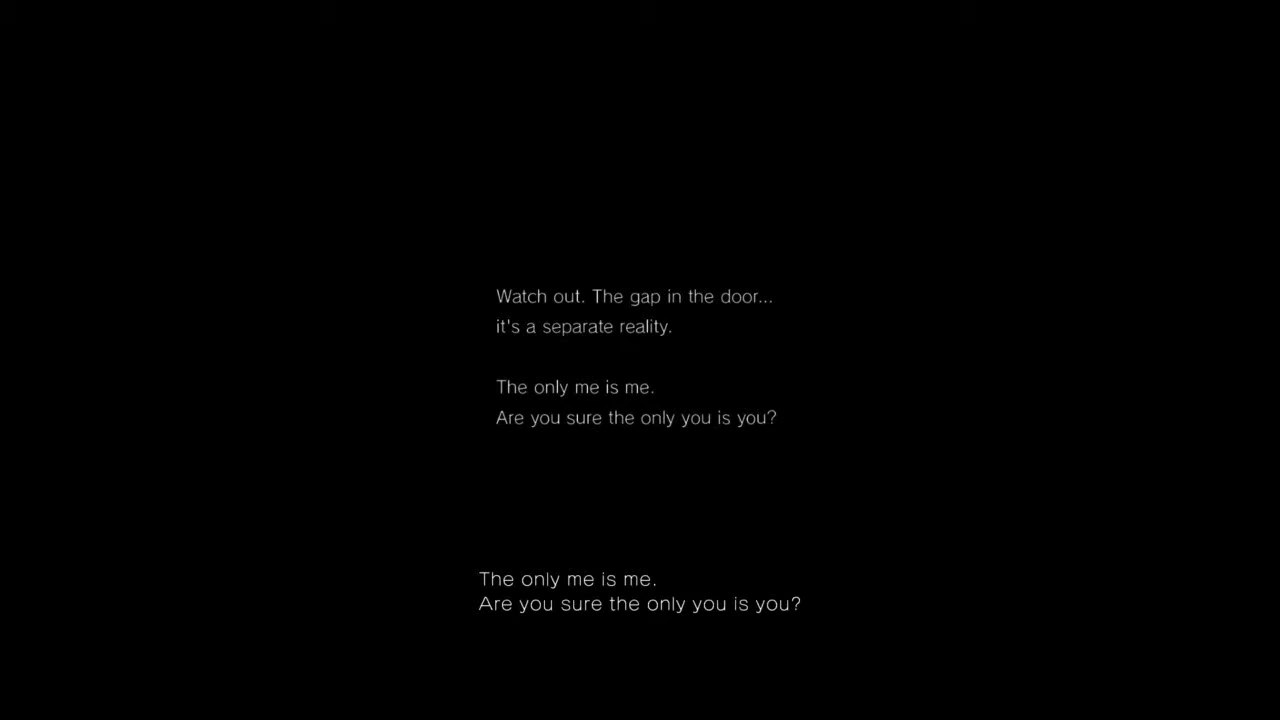 Watch out. The gap in the door...
it's a separate reality.
The only me is me.
Are you sure the only you is you?
The only me is me.
Are you sure the only you is you?